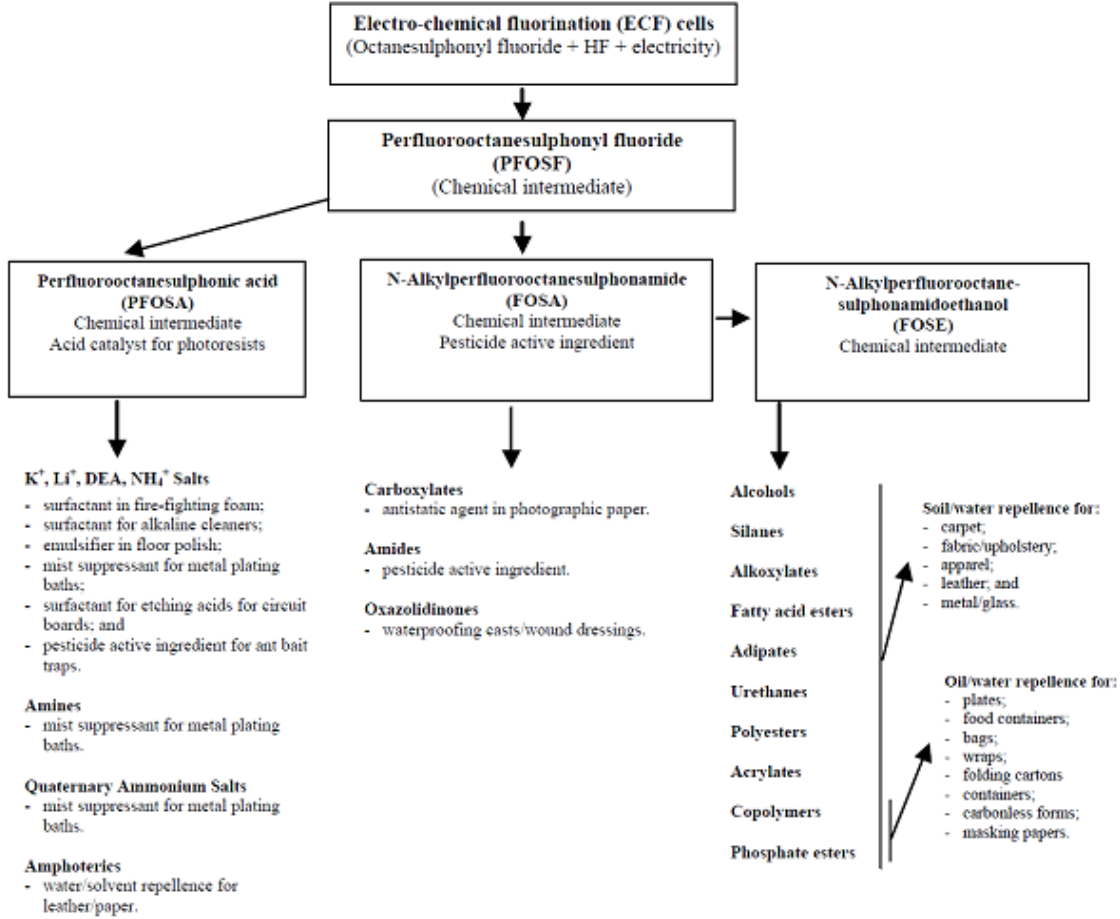 Electro-chemical fluorination (ECF) cells
(Octanesulphonyl fluoride + HF + electricity)
Perfluorooctanesulphonyl fluoride
(PFOSF)
(Chemical intermediate)
Perfluorooctanesulphonic acid
(PFOSA)
Chemical intermediate
Acid catalyst for photoresists
N-Alkylperfluorooctanesulphonamide
(FOSA)
Chemical intermediate
Pesticide active ingredient
N-Alkylperfluorooctane-
sulphonamidoethanol
(FOSE)
Chemical intermediate
K⁺, Li⁺, DEA, NH₄⁺ Salts
- surfactant in fire-fighting foam;
- surfactant for alkaline cleaners;
- emulsifier in floor polish;
- mist suppressant for metal plating
baths;
- surfactant for etching acids for circuit
boards; and
- pesticide active ingredient for ant bait
traps.
Amines
- mist suppressant for metal plating
baths.
Quaternary Ammonium Salts
- mist suppressant for metal plating
baths.
Amphoterics
- water/solvent repellence for
leather/paper.
Carboxylates
- antistatic agent in photographic paper.
Amides
- pesticide active ingredient.
Oxazolidinones
- waterproofing casts/wound dressings.
Alcohols
Silanes
Alkoxylates
Fatty acid esters
Adipates
Urethanes
Polyesters
Acrylates
Copolymers
Phosphate esters
Soil/water repellence for:
- carpet;
- fabric/upholstery;
- apparel;
- leather; and
- metal/glass.
Oil/water repellence for:
- plates;
- food containers;
- bags;
- wraps;
- folding cartons
- containers;
- carbonless forms;
- masking papers.